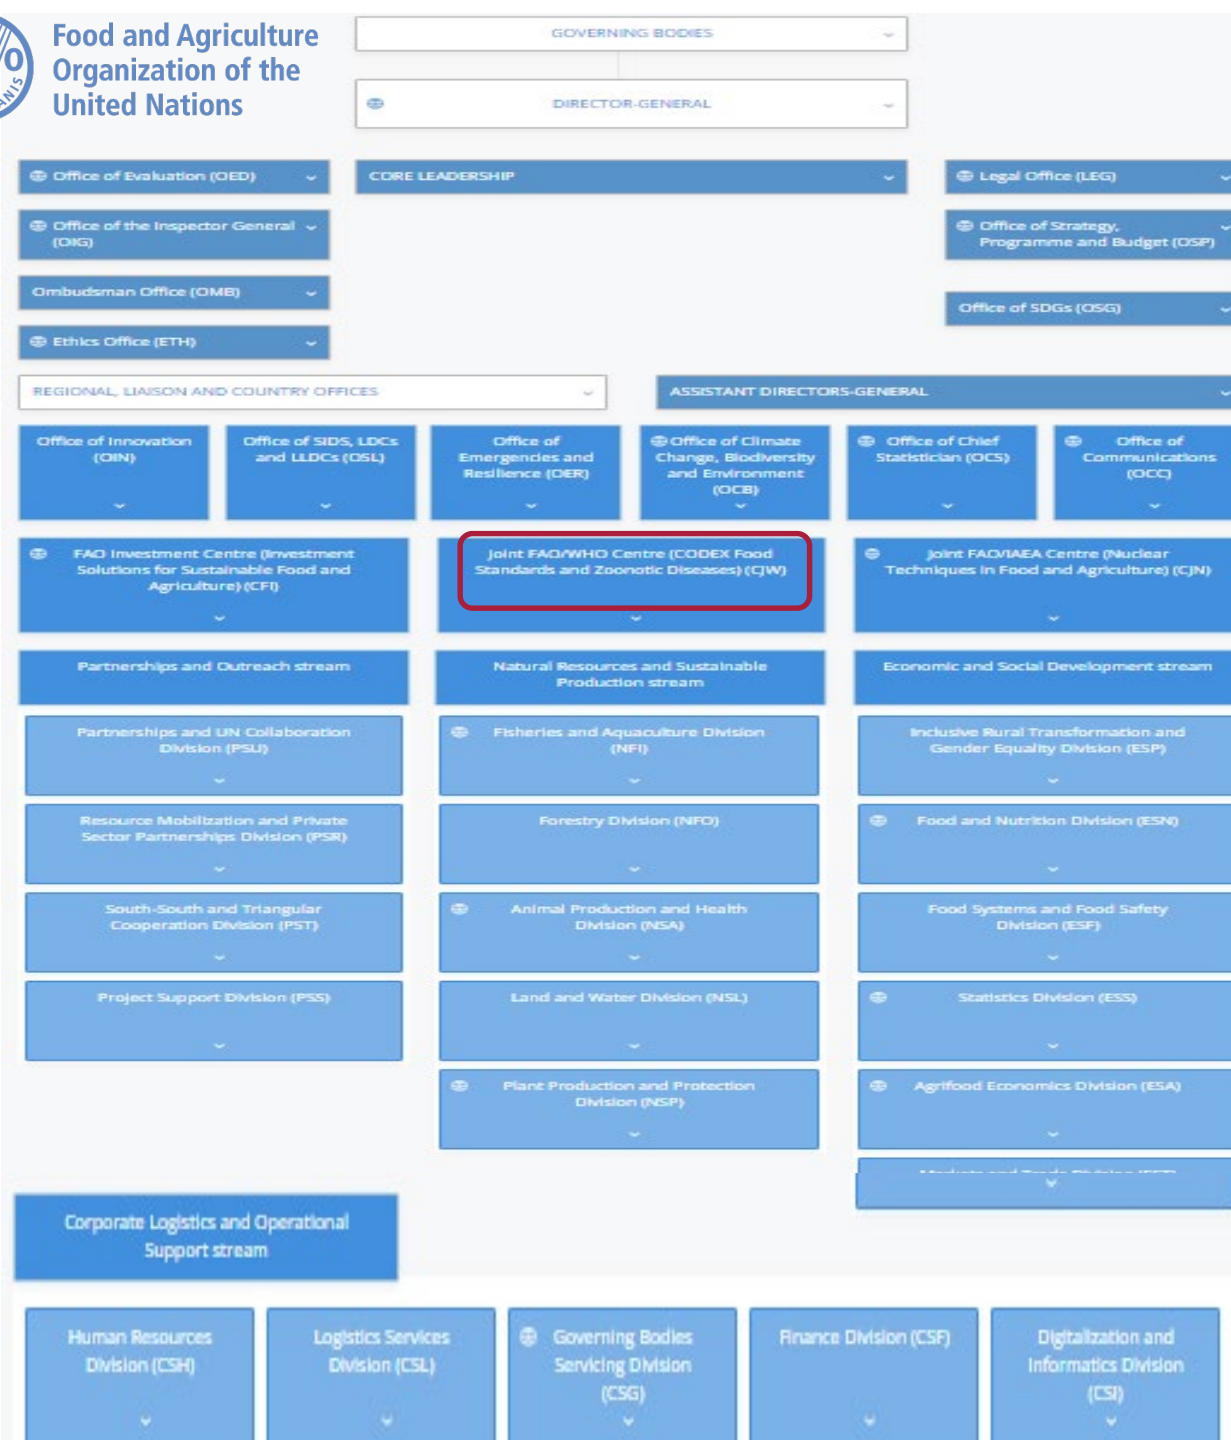 Food and Agriculture
Organization of the
United Nations
GOVERNING BODIES
DIRECTOR-GENERAL
Office of Evaluation (OED)
CORE LEADERSHIP
Legal Office (LEG)
Office of the Inspector General
(OIG)
Office of Strategy,
Programme and Budget (OSP)
Ombudsman Office (OMB)
Office of SDGs (OSG)
Ethics Office (ETH)
REGIONAL, LIAISON AND COUNTRY OFFICES
ASSISTANT DIRECTORS-GENERAL
Office of Innovation
(OIN)
Office of SIDS, LDCs
and LLDCs (OSL)
Office of
Emergencies and
Resilience (OER)
Office of Climate
Change, Biodiversity
and Environment
(OCB)
Office of Chief
Statistician (OCS)
Office of
Communications
(OCC)
FAO Investment Centre (Investment
Solutions for Sustainable Food and
Agriculture) (CFI)
Joint FAO/WHO Centre (CODEX Food
Standards and Zoonotic Diseases) (CJW)
Joint FAO/IAEA Centre (Nuclear
Techniques in Food and Agriculture) (CJN)
Partnerships and Outreach stream
Natural Resources and Sustainable
Production stream
Economic and Social Development stream
Partnerships and UN Collaboration
Division (PSU)
Fisheries and Aquaculture Division
(NFI)
Inclusive Rural Transformation and
Gender Equality Division (ESP)
Resource Mobilization and Private
Sector Partnerships Division (PSR)
Forestry Division (NFO)
Food and Nutrition Division (ESN)
South-South and Triangular
Cooperation Division (PST)
Animal Production and Health
Division (NSA)
Food Systems and Food Safety
Division (ESF)
Project Support Division (PSS)
Land and Water Division (NSL)
Statistics Division (ESS)
Plant Production and Protection
Division (NSP)
Agrifood Economics Division (ESA)
Corporate Logistics and Operational
Support stream
Human Resources
Division (CSH)
Logistics Services
Division (CSL)
Governing Bodies
Servicing Division
(CSG)
Finance Division (CSF)
Digitalization and
Informatics Division
(CSI)